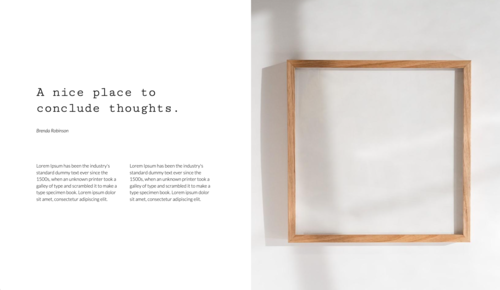 A nice place to
conclude thoughts.
Brenda Robinson
Lorem Ipsum has been the industry's
standard dummy text ever since the
1500s, when an unknown printer took a
galley of type and scrambled it to make a
type specimen book. Lorem ipsum dolor
sit amet, consectetur adipiscing elit.
Lorem Ipsum has been the industry's
standard dummy text ever since the
1500s, when an unknown printer took a
galley of type and scrambled it to make a
type specimen book. Lorem ipsum dolor
sit amet, consectetur adipiscing elit.